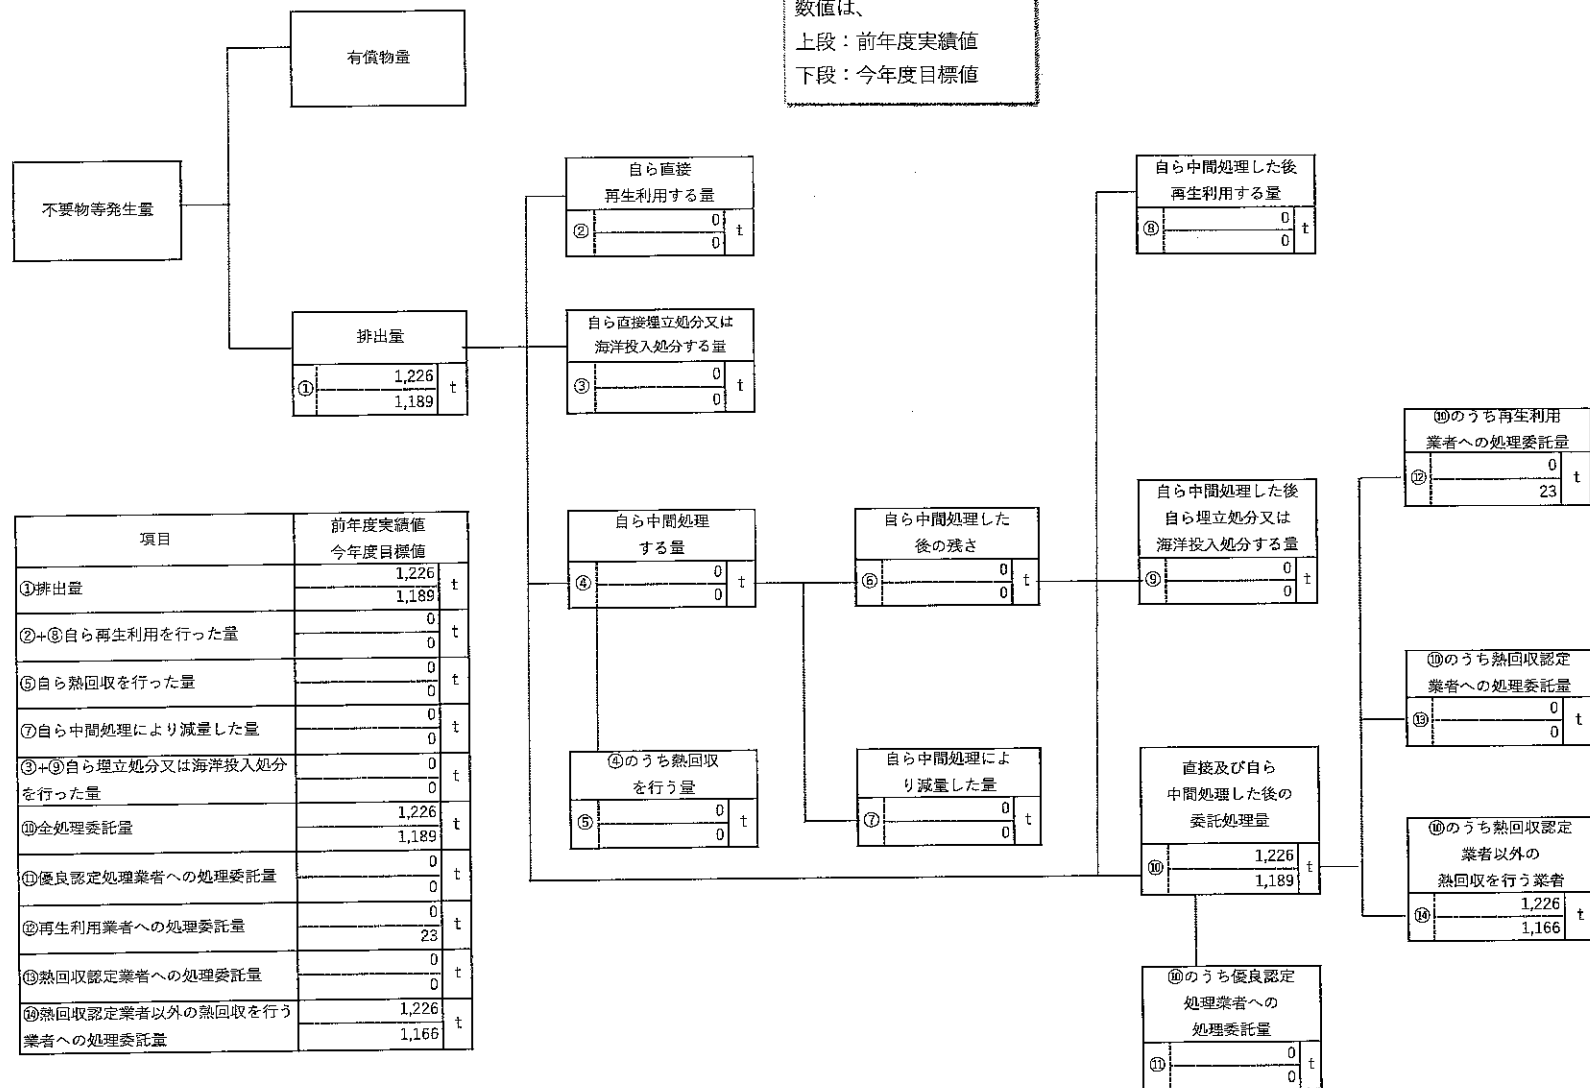 数値は、
上段：前年度実績値
下段：今年度目標値
有償物量
不要物等発生量
排出量
①
1,226
1,189
t
自ら直接
再生利用する量
②
0
0
t
自ら直接埋立処分又は
海洋投入処分する量
③
0
0
t
自ら中間処理
する量
④
0
0
t
④のうち熱回収
を行う量
⑤
0
0
t
自ら中間処理した
後の残さ
⑥
0
0
t
自ら中間処理によ
り減量した量
⑦
0
0
t
自ら中間処理した後
再生利用する量
⑧
0
0
t
自ら中間処理した後
自ら埋立処分又は
海洋投入処分する量
⑨
0
0
t
直接及び自ら
中間処理した後の
委託処理量
⑩
1,226
1,189
t
⑩のうち優良認定
処理業者への
処理委託量
⑪
0
0
t
⑩のうち再生利用
業者への処理委託量
⑫
0
23
t
⑩のうち熱回収認定
業者への処理委託量
⑬
0
0
t
⑩のうち熱回収認定
業者以外の
熱回収を行う業者
⑭
1,226
1,166
t
項目
前年度実績値
今年度目標値
①排出量
1,226
1,189
t
②+⑧自ら再生利用を行った量
0
0
t
⑤自ら熱回収を行った量
0
0
t
⑦自ら中間処理により減量した量
0
0
t
③+⑨自ら埋立処分又は海洋投入処分
を行った量
0
0
t
⑩全処理委託量
1,226
1,189
t
⑪優良認定処理業者への処理委託量
0
0
t
⑫再生利用業者への処理委託量
0
23
t
⑬熱回収認定業者への処理委託量
0
0
t
⑭熱回収認定業者以外の熱回収を行う
業者への処理委託量
1,226
1,166
t